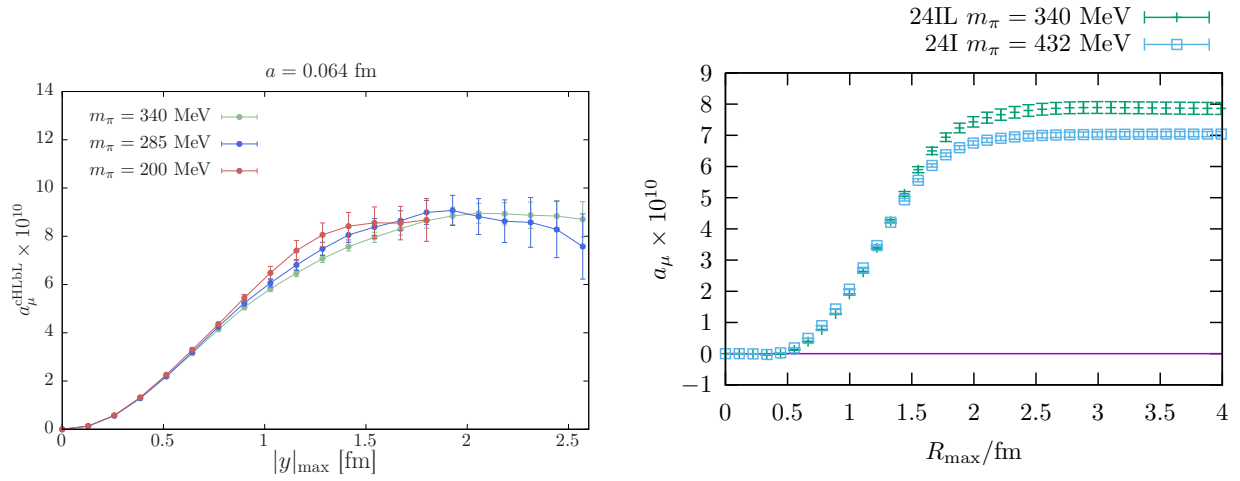 a = 0.064 fm
a_μ^cHLbL × 10^10
14
12
10
8
6
4
2
0
m_π = 340 MeV
m_π = 285 MeV
m_π = 200 MeV
0 0.5 1 1.5 2 2.5
|y|_max [fm]
24IL m_π = 340 MeV
24I m_π = 432 MeV
a_μ × 10^10
9
8
7
6
5
4
3
2
1
0
−1
0 0.5 1 1.5 2 2.5 3 3.5 4
R_max/fm